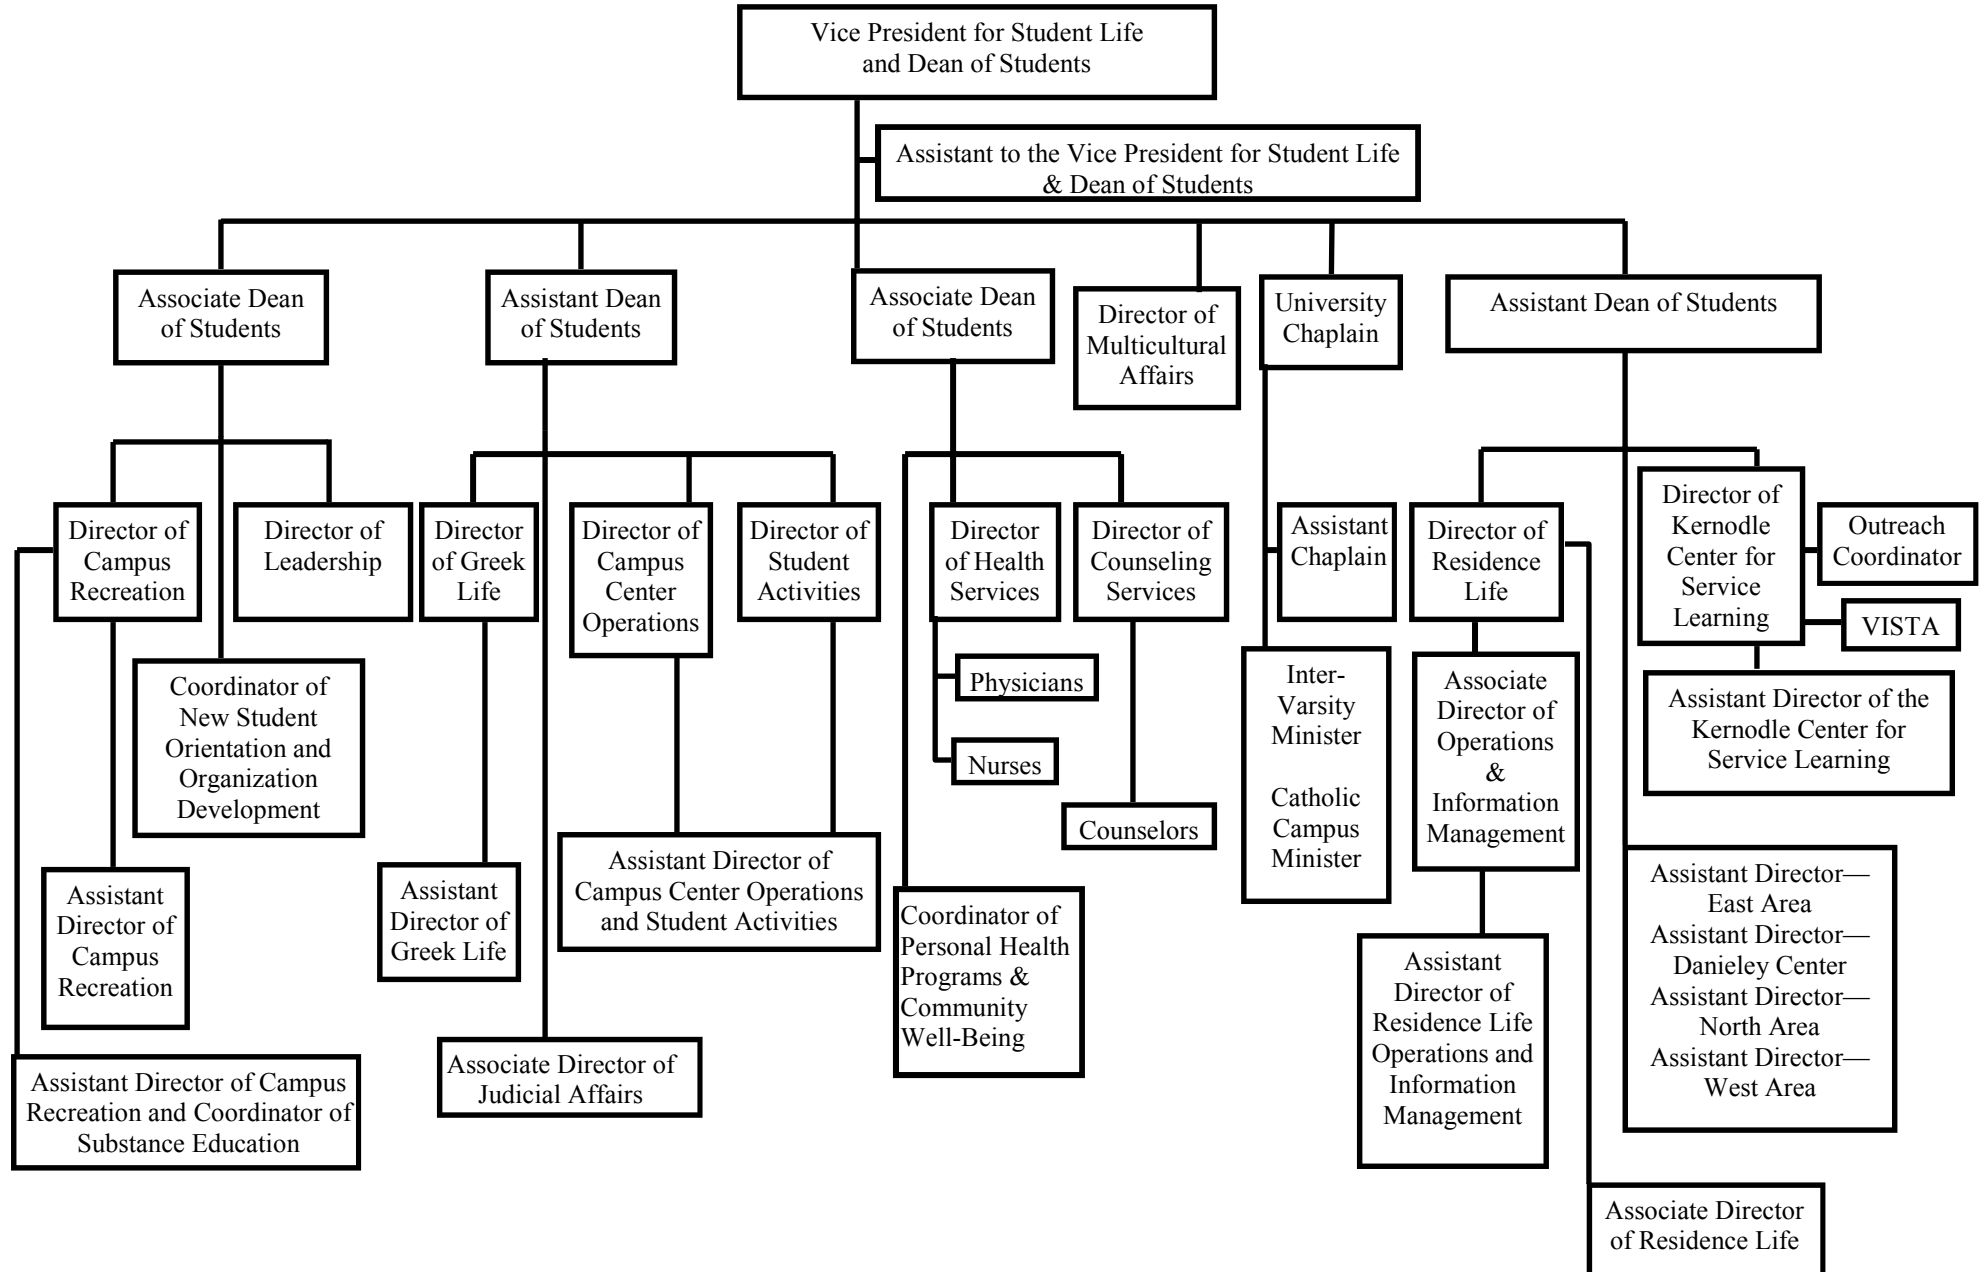 Vice President for Student Life
and Dean of Students
Assistant to the Vice President for Student Life
& Dean of Students
Associate Dean
of Students
Assistant Dean
of Students
Associate Dean
of Students
Director of
Multicultural
Affairs
University
Chaplain
Assistant Dean of Students
Director of
Campus
Recreation
Director of
Leadership
Director
of Greek
Life
Director of
Campus
Center
Operations
Director of
Student
Activities
Director
of Health
Services
Director of
Counseling
Services
Assistant
Chaplain
Director of
Residence
Life
Director of
Kernodle
Center for
Service
Learning
Outreach
Coordinator
VISTA
Coordinator of
New Student
Orientation and
Organization
Development
Physicians
Nurses
Counselors
Inter-
Varsity
Minister
Catholic
Campus
Minister
Associate
Director of
Operations
&
Information
Management
Assistant Director of the
Kernodle Center for
Service Learning
Assistant
Director of
Campus
Recreation
Assistant
Director of
Greek Life
Assistant Director of
Campus Center Operations
and Student Activities
Coordinator of
Personal Health
Programs &
Community
Well-Being
Assistant
Director of
Residence Life
Operations and
Information
Management
Assistant Director—
East Area
Assistant Director—
Danieley Center
Assistant Director—
North Area
Assistant Director—
West Area
Assistant Director of Campus
Recreation and Coordinator of
Substance Education
Associate Director of
Judicial Affairs
Associate Director
of Residence Life